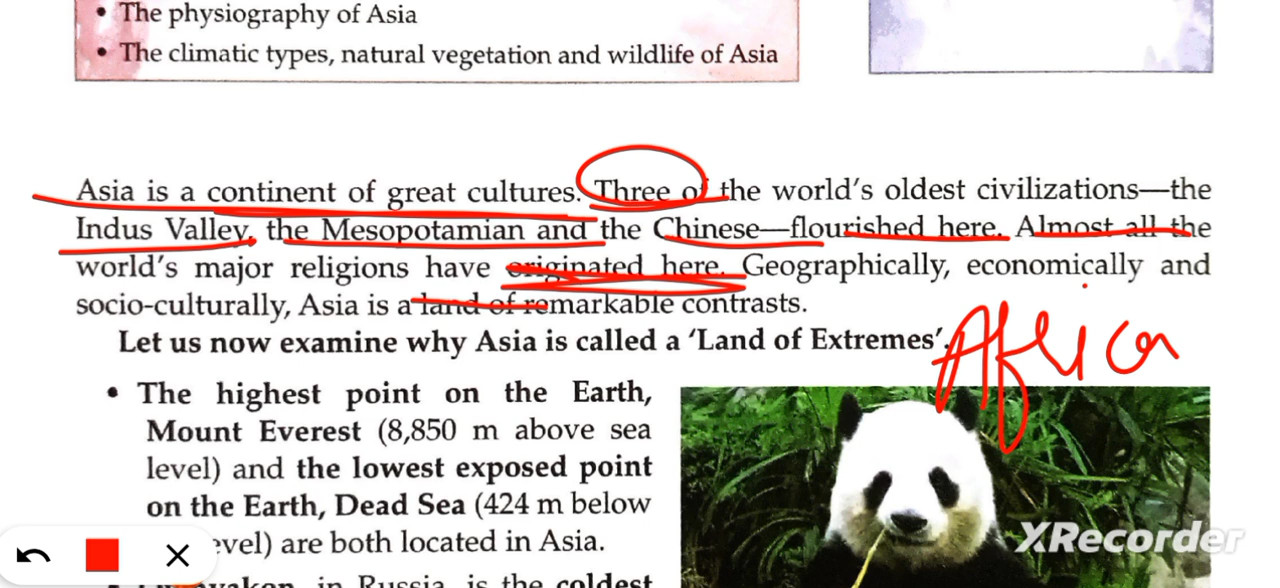 • The physiography of Asia
• The climatic types, natural vegetation and wildlife of Asia
Asia is a continent of great cultures. Three of the world's oldest civilizations—the
Indus Valley, the Mesopotamian and the Chinese—flourished here. Almost all the
world's major religions have originated here. Geographically, economically and
socio-culturally, Asia is a land of remarkable contrasts.
Let us now examine why Asia is called a 'Land of Extremes'.
Africa
• The highest point on the Earth,
Mount Everest (8,850 m above sea
level) and the lowest exposed point
on the Earth, Dead Sea (424 m below
level) are both located in Asia.
in Russia, is the coldest
XRecorder